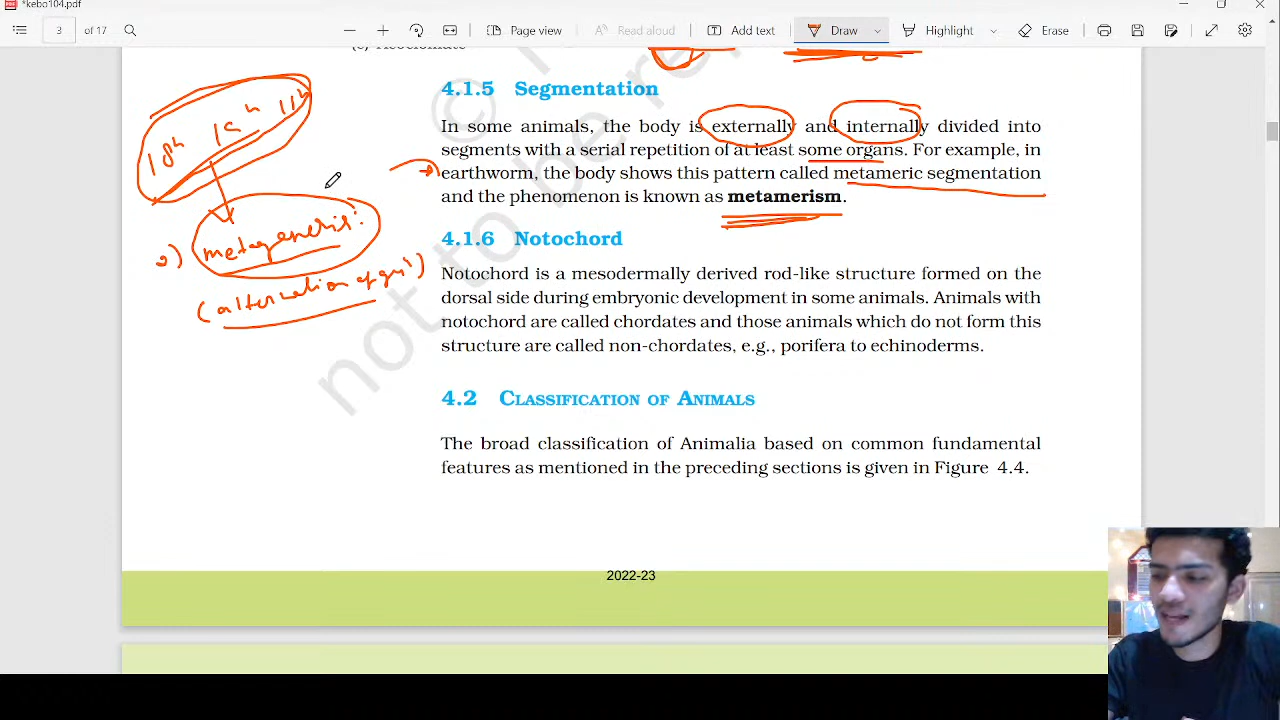 *kebo104.pdf
3 of 17 Page view Read aloud Add text Draw Highlight Erase
4.1.5 Segmentation
In some animals, the body is externally and internally divided into
segments with a serial repetition of at least some organs. For example, in
earthworm, the body shows this pattern called metameric segmentation
and the phenomenon is known as metamerism.
metagenesis
(alternation of
4.1.6 Notochord
Notochord is a mesodermally derived rod-like structure formed on the
dorsal side during embryonic development in some animals. Animals with
notochord are called chordates and those animals which do not form this
structure are called non-chordates, e.g., porifera to echinoderms.
4.2 CLASSIFICATION OF ANIMALS
The broad classification of Animalia based on common fundamental
features as mentioned in the preceding sections is given in Figure 4.4.
2022-23
not to be re